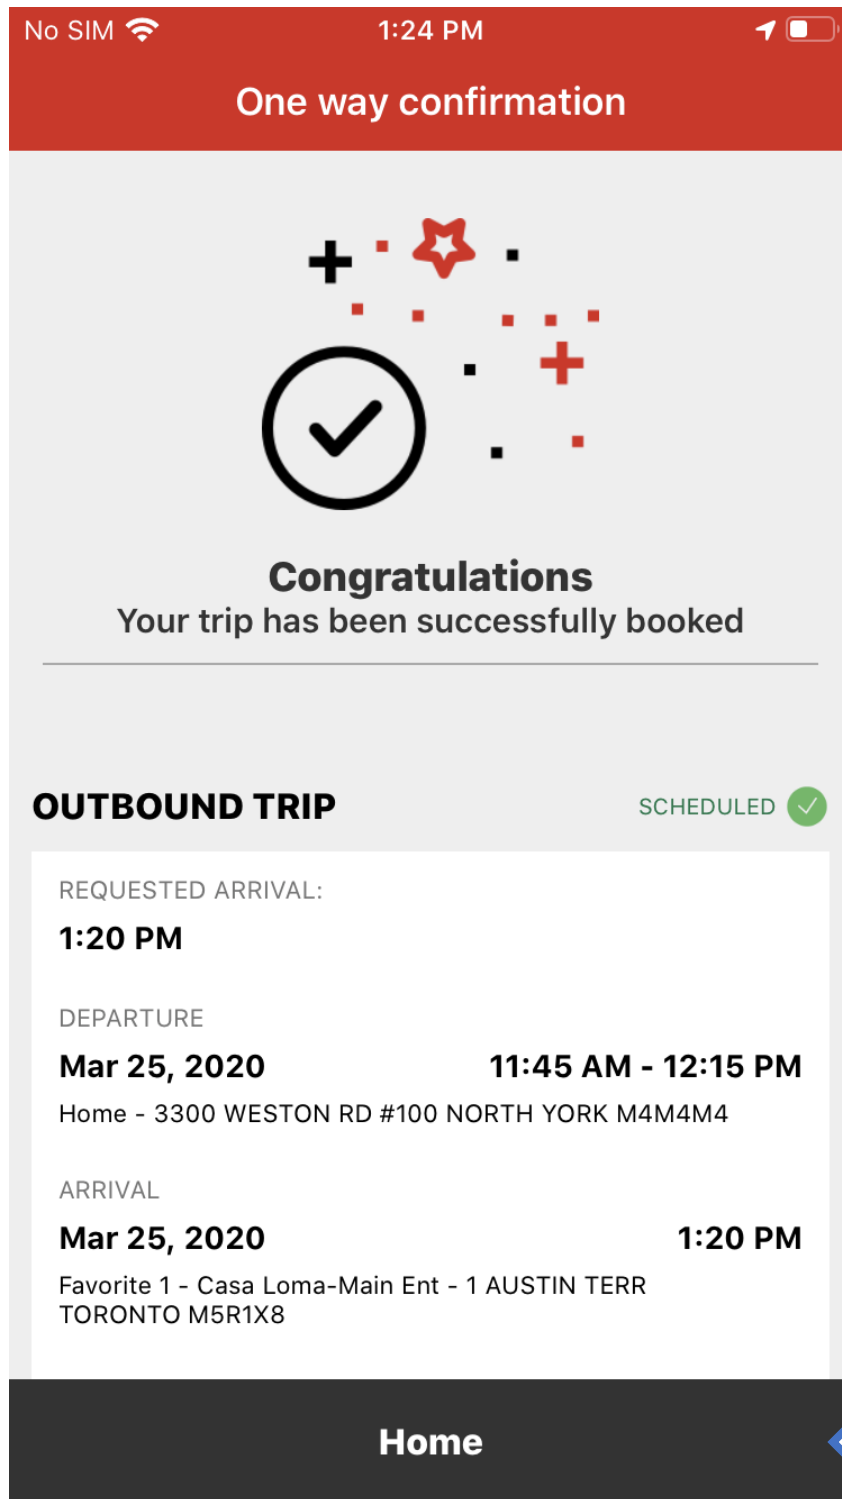 No SIM 1:24 PM
One way confirmation
Congratulations
Your trip has been successfully booked
OUTBOUND TRIP SCHEDULED
REQUESTED ARRIVAL:
1:20 PM
DEPARTURE
Mar 25, 2020 11:45 AM - 12:15 PM
Home - 3300 WESTON RD #100 NORTH YORK M4M4M4
ARRIVAL
Mar 25, 2020 1:20 PM
Favorite 1 - Casa Loma-Main Ent - 1 AUSTIN TERR
TORONTO M5R1X8
Home